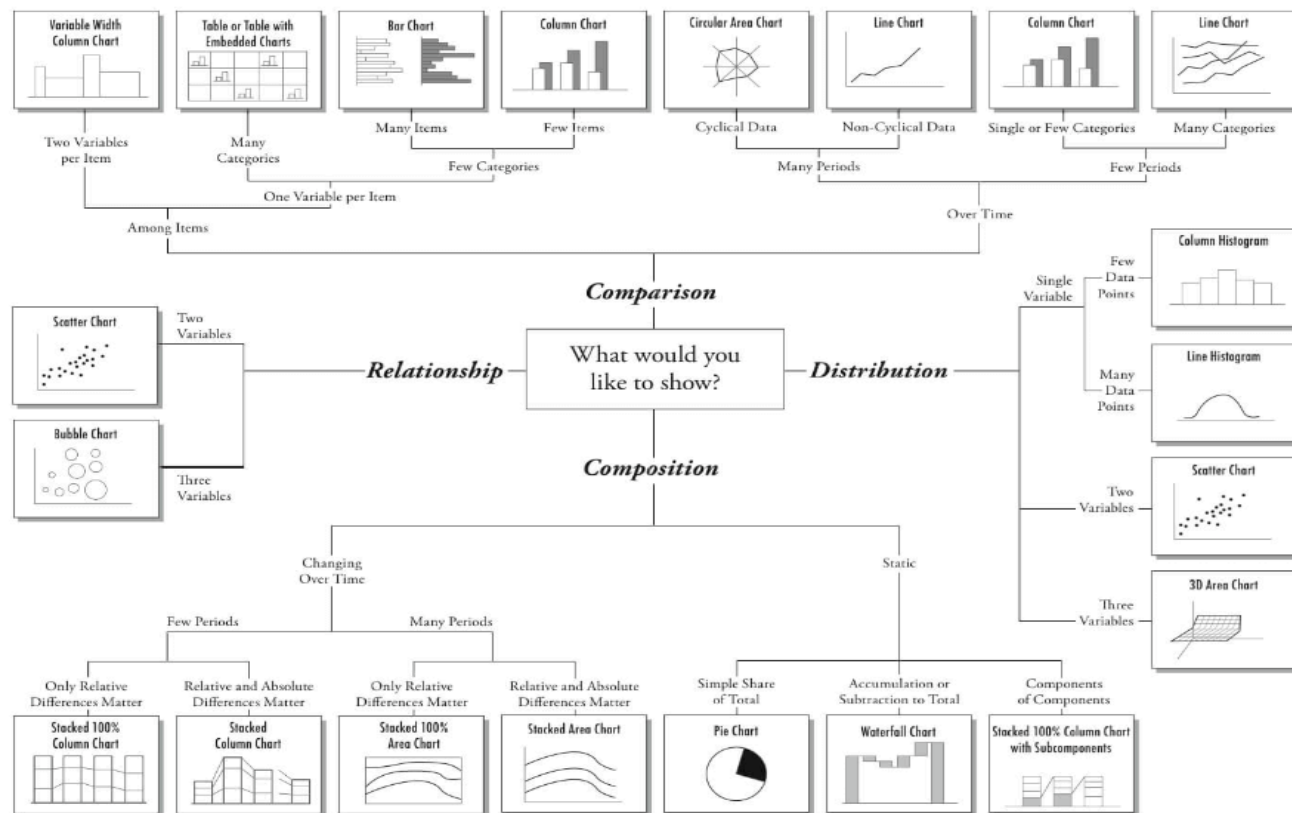 Variable Width
Column Chart
Table or Table with
Embedded Charts
Bar Chart
Column Chart
Circular Area Chart
Line Chart
Column Chart
Line Chart
Two Variables
per Item
Many
Categories
Many Items
Few Items
Cyclical Data
Non-Cyclical Data
Single or Few Categories
Many Categories
Few Categories
Many Periods
Few Periods
One Variable per Item
Among Items
Over Time
Comparison
What would you
like to show?
Relationship
Two
Variables
Scatter Chart
Three
Variables
Bubble Chart
Distribution
Single
Variable
Few
Data
Points
Column Histogram
Many
Data
Points
Line Histogram
Two
Variables
Scatter Chart
Three
Variables
3D Area Chart
Composition
Changing
Over Time
Static
Few Periods
Many Periods
Only Relative
Differences Matter
Relative and Absolute
Differences Matter
Only Relative
Differences Matter
Relative and Absolute
Differences Matter
Simple Share
of Total
Accumulation or
Subtraction to Total
Components
of Components
Stacked 100%
Column Chart
Stacked
Column Chart
Stacked 100%
Area Chart
Stacked Area Chart
Pie Chart
Waterfall Chart
Stacked 100% Column Chart
with Subcomponents